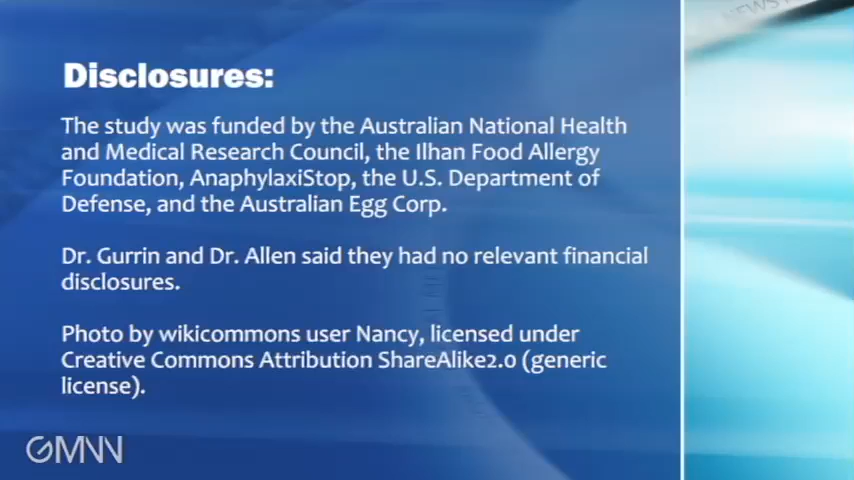 NEWS
Disclosures:
The study was funded by the Australian National Health
and Medical Research Council, the Ilhan Food Allergy
Foundation, AnaphylaxiStop, the U.S. Department of
Defense, and the Australian Egg Corp.
Dr. Gurrin and Dr. Allen said they had no relevant financial
disclosures.
Photo by wikicommons user Nancy, licensed under
Creative Commons Attribution ShareAlike2.0 (generic
license).
GMNN